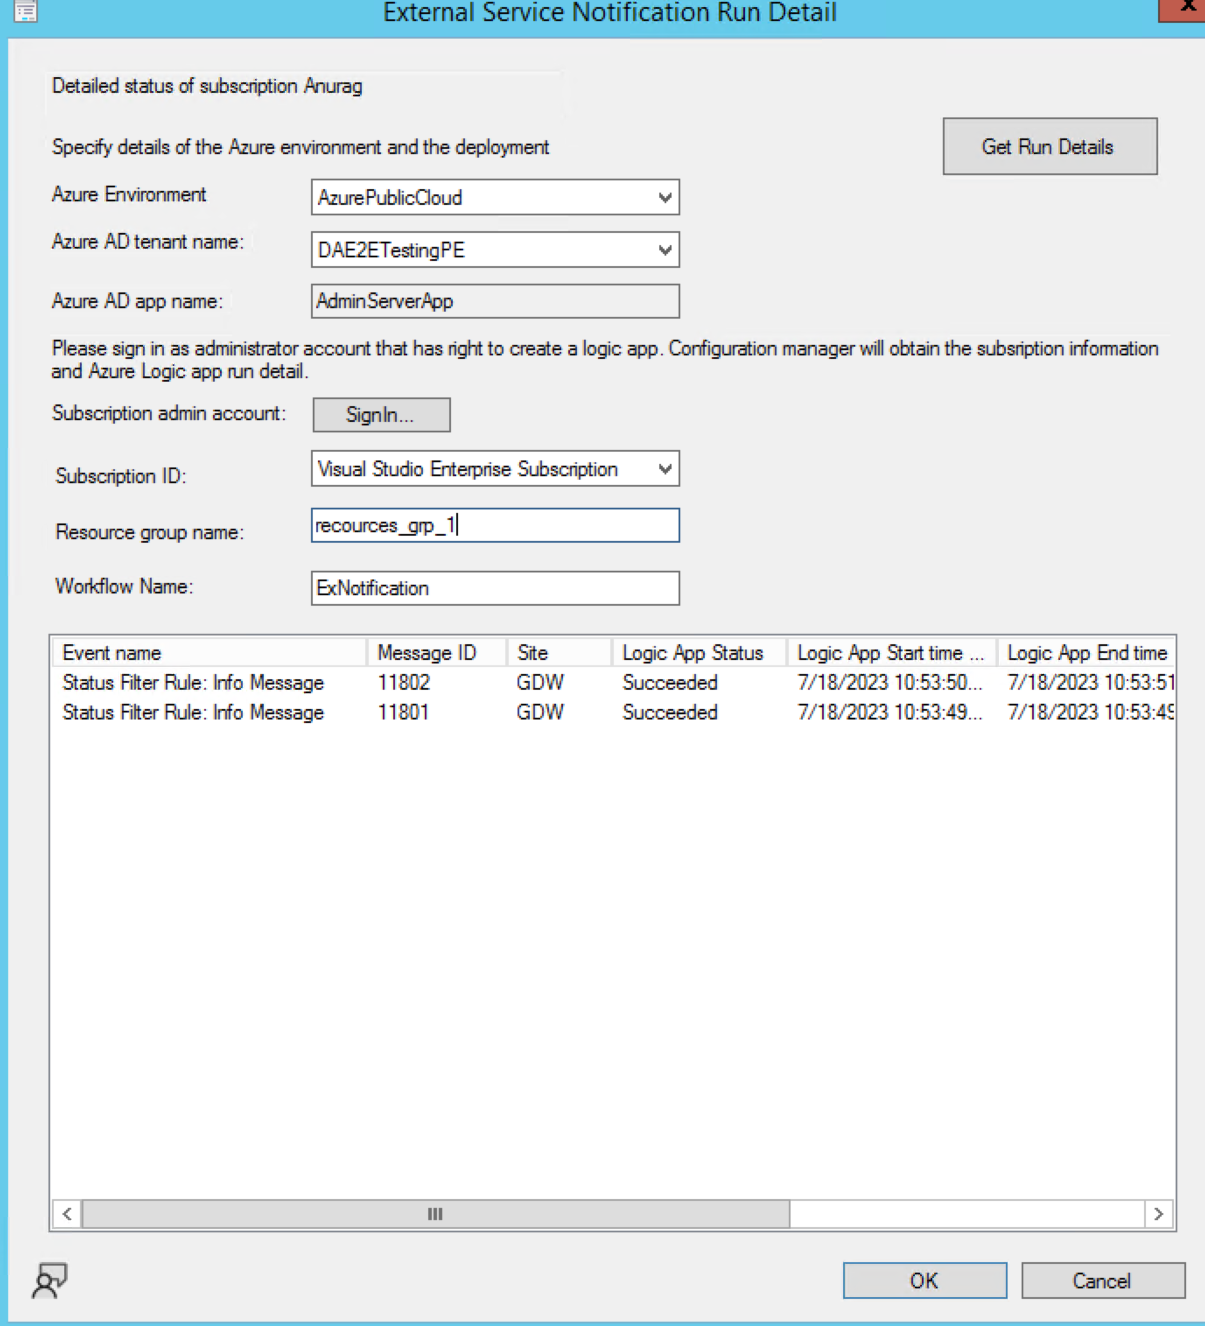 External Service Notification Run Detail
x
Detailed status of subscription Anurag
Specify details of the Azure environment and the deployment
Get Run Details
Azure Environment
AzurePublicCloud
Azure AD tenant name:
DAE2ETestingPE
Azure AD app name:
AdminServerApp
Please sign in as administrator account that has right to create a logic app. Configuration manager will obtain the subsription information
and Azure Logic app run detail.
Subscription admin account:
SignIn...
Subscription ID:
Visual Studio Enterprise Subscription
Resource group name:
recources_grp_1
Workflow Name:
ExNotification
Event name Message ID Site Logic App Status Logic App Start time ... Logic App End time
Status Filter Rule: Info Message 11802 GDW Succeeded 7/18/2023 10:53:50... 7/18/2023 10:53:51
Status Filter Rule: Info Message 11801 GDW Succeeded 7/18/2023 10:53:49... 7/18/2023 10:53:49
OK
Cancel